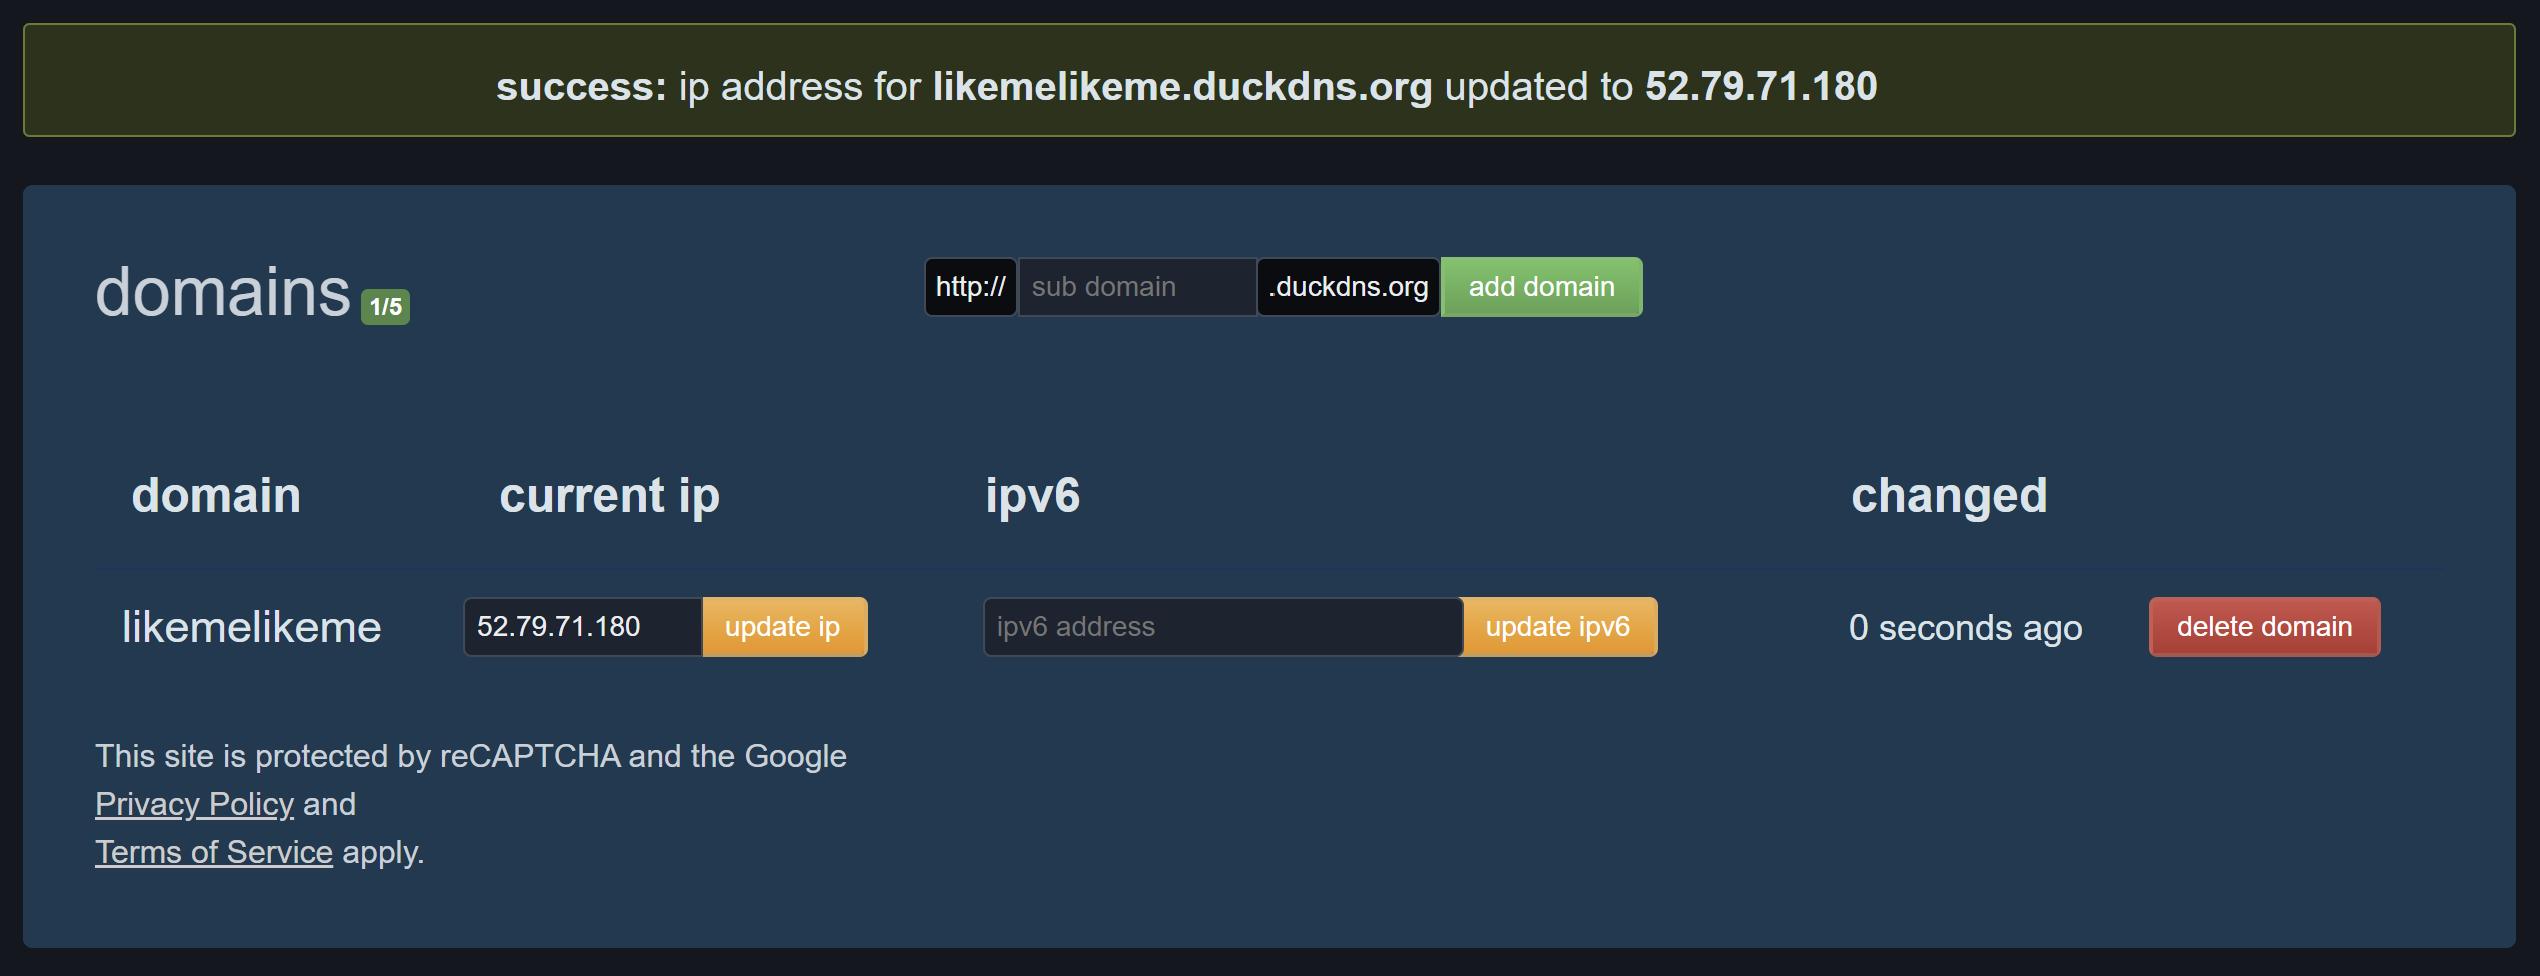 success: ip address for likemelikeme.duckdns.org updated to 52.79.71.180
domains 1/5
http:// sub domain .duckdns.org add domain
domain current ip ipv6 changed
likemelikeme 52.79.71.180 update ip ipv6 address update ipv6 0 seconds ago delete domain
This site is protected by reCAPTCHA and the Google
Privacy Policy and
Terms of Service apply.